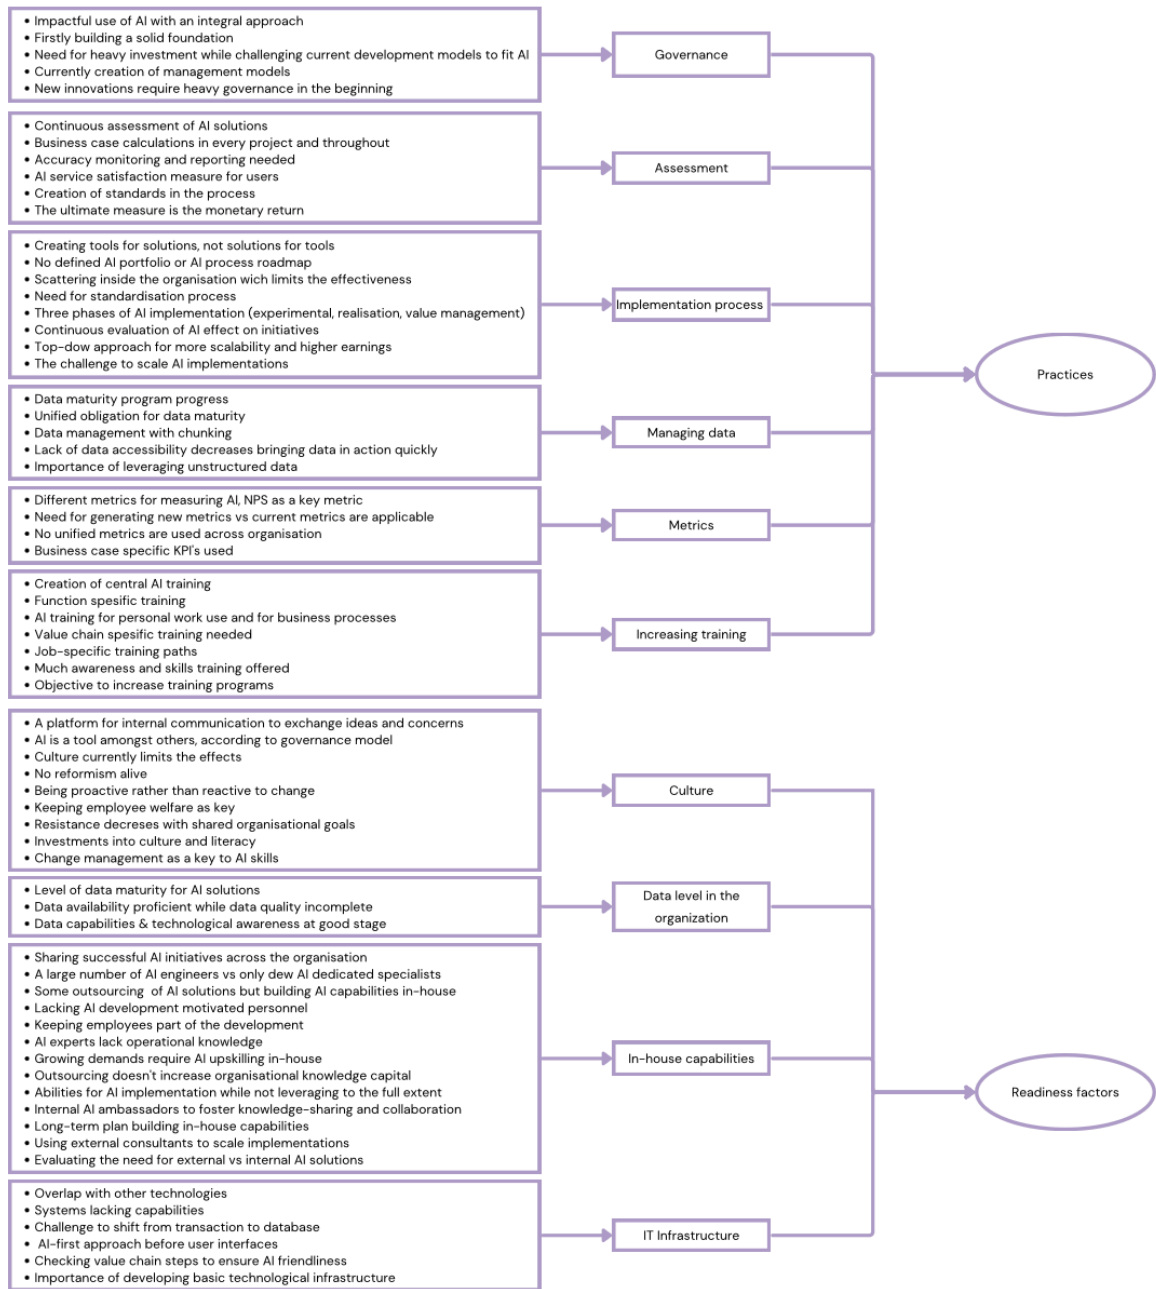 • Impactful use of AI with an integral approach
• Firstly building a solid foundation
• Need for heavy investment while challenging current development models to fit AI
• Currently creation of management models
• New innovations require heavy governance in the beginning
Governance
• Continuous assessment of AI solutions
• Business case calculations in every project and throughout
• Accuracy monitoring and reporting needed
• AI service satisfaction measure for users
• Creation of standards in the process
• The ultimate measure is the monetary return
Assessment
• Creating tools for solutions, not solutions for tools
• No defined AI portfolio or AI process roadmap
• Scattering inside the organisation wich limits the effectiveness
• Need for standardisation process
• Three phases of AI implementation (experimental, realisation, value management)
• Continuous evaluation of AI effect on initiatives
• Top-dow approach for more scalability and higher earnings
• The challenge to scale AI implementations
Implementation process
• Data maturity program progress
• Unified obligation for data maturity
• Data management with chunking
• Lack of data accessibility decreases bringing data in action quickly
• Importance of leveraging unstructured data
Managing data
• Different metrics for measuring AI, NPS as a key metric
• Need for generating new metrics vs current metrics are applicable
• No unified metrics are used across organisation
• Business case specific KPI's used
Metrics
• Creation of central AI training
• Function spesific training
• AI training for personal work use and for business processes
• Value chain spesific training needed
• Job-specific training paths
• Much awareness and skills training offered
• Objective to increase training programs
Increasing training
Practices
• A platform for internal communication to exchange ideas and concerns
• AI is a tool amongst others, according to governance model
• Culture currently limits the effects
• No reformism alive
• Being proactive rather than reactive to change
• Keeping employee welfare as key
• Resistance decreses with shared organisational goals
• Investments into culture and literacy
• Change management as a key to AI skills
Culture
• Level of data maturity for AI solutions
• Data availability proficient while data quality incomplete
• Data capabilities & technological awareness at good stage
Data level in the
organization
• Sharing successful AI initiatives across the organisation
• A large number of AI engineers vs only dew AI dedicated specialists
• Some outsourcing of AI solutions but building AI capabilities in-house
• Lacking AI development motivated personnel
• Keeping employees part of the development
• AI experts lack operational knowledge
• Growing demands require AI upskilling in-house
• Outsourcing doesn't increase organisational knowledge capital
• Abilities for AI implementation while not leveraging to the full extent
• Internal AI ambassadors to foster knowledge-sharing and collaboration
• Long-term plan building in-house capabilities
• Using external consultants to scale implementations
• Evaluating the need for external vs internal AI solutions
In-house capabilities
• Overlap with other technologies
• Systems lacking capabilities
• Challenge to shift from transaction to database
• AI-first approach before user interfaces
• Checking value chain steps to ensure AI friendliness
• Importance of developing basic technological infrastructure
IT Infrastructure
Readiness factors